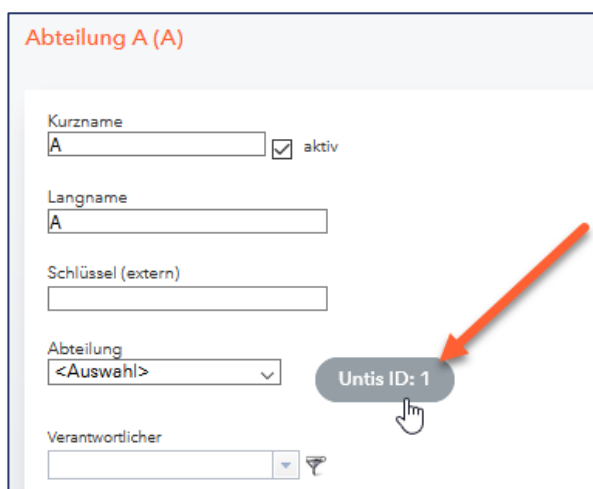 Abteilung A (A)
Kurzname
A
aktiv
Langname
A
Schlüssel (extern)
Abteilung
<Auswahl>
Untis ID: 1
Verantwortlicher